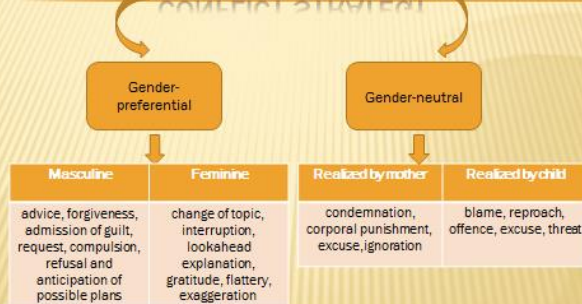 CONFLICT STRATEGY
Gender-
preferential
Gender-neutral
Masculine
Feminine
Realized by mother
Realized by child
advice, forgiveness,
admission of guilt,
request, compulsion,
refusal and
anticipation of
possible plans
change of topic,
interruption,
lookahead
explanation,
gratitude, flattery,
exaggeration
condemnation,
corporal punishment,
excuse,ignoration
blame, reproach,
offence, excuse, threat